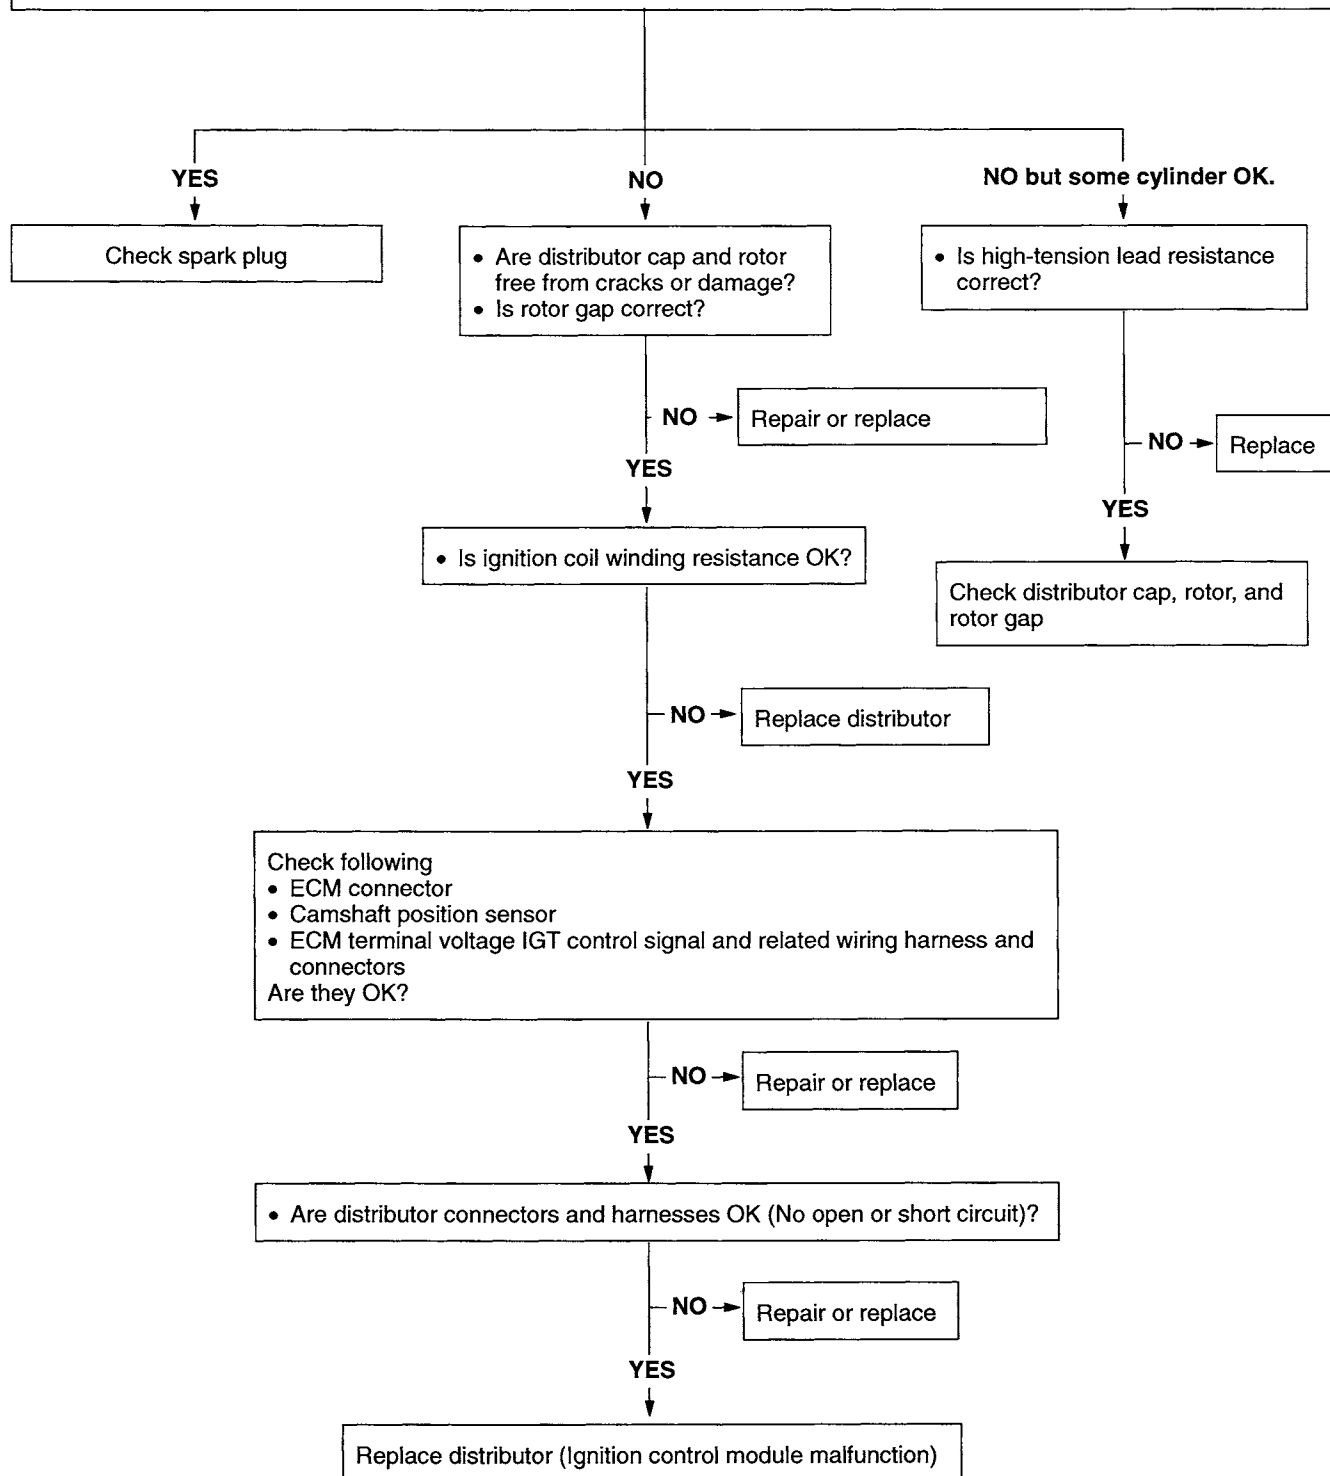 YES
NO
NO but some cylinder OK.
Check spark plug
• Are distributor cap and rotor
free from cracks or damage?
• Is rotor gap correct?
• Is high-tension lead resistance
correct?
NO
Repair or replace
NO
Replace
YES
YES
• Is ignition coil winding resistance OK?
Check distributor cap, rotor, and
rotor gap
NO
Replace distributor
YES
Check following
• ECM connector
• Camshaft position sensor
• ECM terminal voltage IGT control signal and related wiring harness and
connectors
Are they OK?
NO
Repair or replace
YES
• Are distributor connectors and harnesses OK (No open or short circuit)?
NO
Repair or replace
YES
Replace distributor (Ignition control module malfunction)